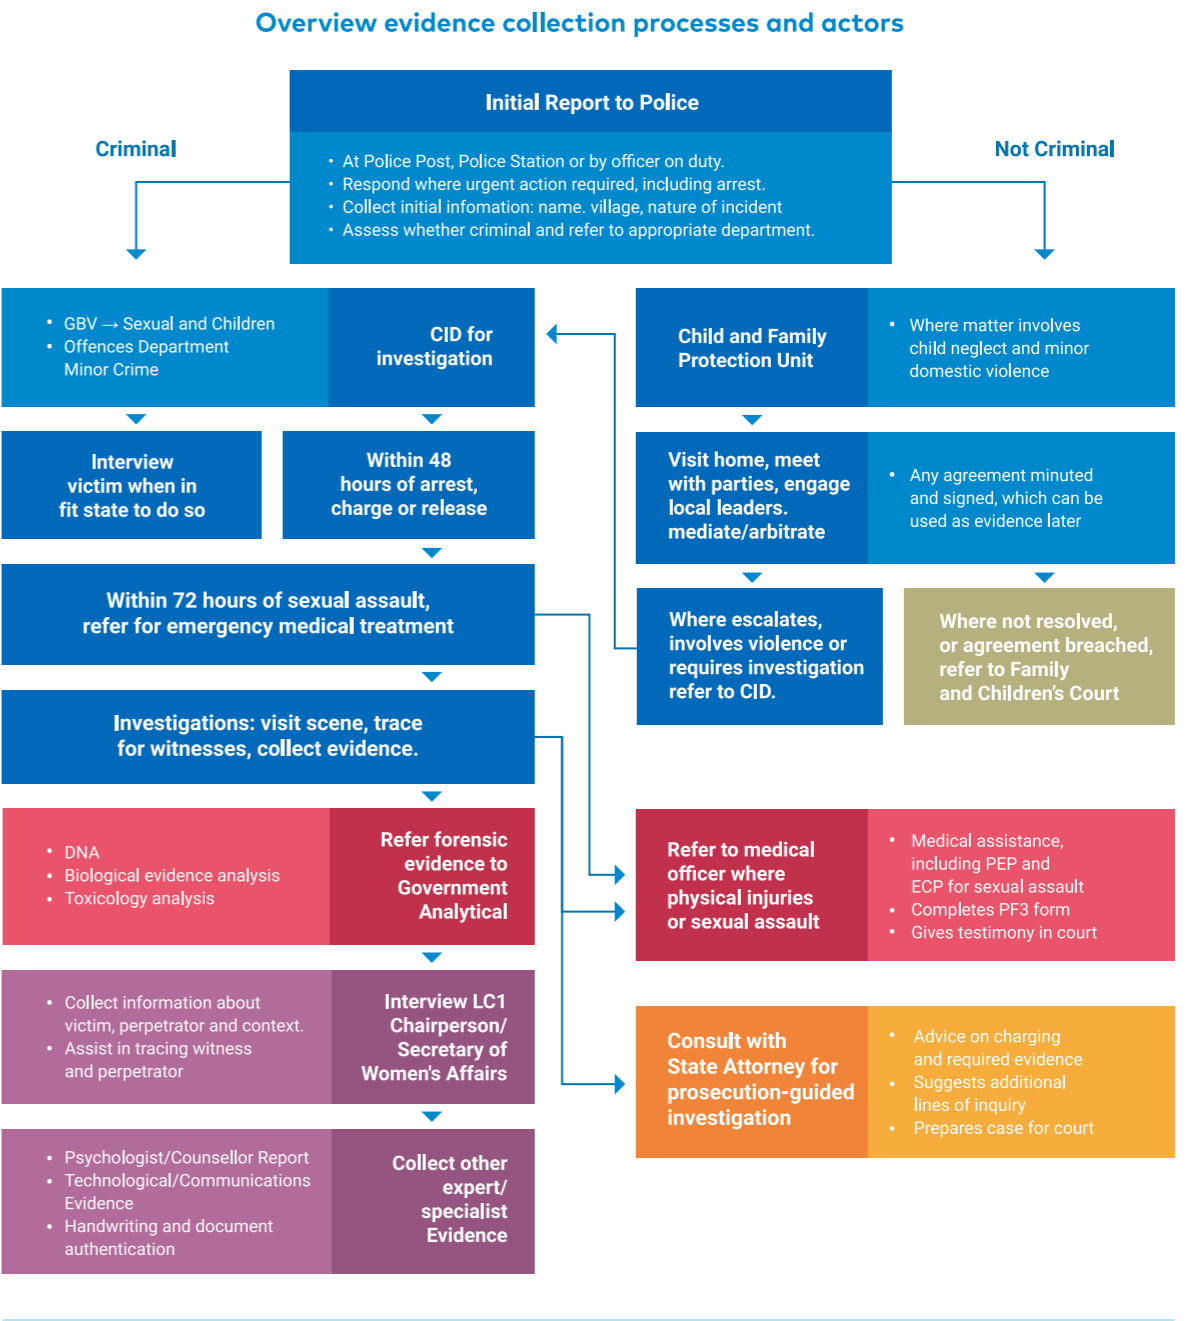 Overview evidence collection processes and actors
Initial Report to Police
Criminal
Not Criminal
• At Police Post, Police Station or by officer on duty.
• Respond where urgent action required, including arrest.
• Collect initial infomation: name. village, nature of incident
• Assess whether criminal and refer to appropriate department.
• GBV → Sexual and Children
• Offences Department
Minor Crime
CID for
investigation
Child and Family
Protection Unit
• Where matter involves
child neglect and minor
domestic violence
Interview
victim when in
fit state to do so
Within 48
hours of arrest,
charge or release
Visit home, meet
with parties, engage
local leaders.
mediate/arbitrate
• Any agreement minuted
and signed, which can be
used as evidence later
Within 72 hours of sexual assault,
refer for emergency medical treatment
Where escalates,
involves violence or
requires investigation
refer to CID.
Where not resolved,
or agreement breached,
refer to Family
and Children's Court
Investigations: visit scene, trace
for witnesses, collect evidence.
• DNA
• Biological evidence analysis
• Toxicology analysis
Refer forensic
evidence to
Government
Analytical
Refer to medical
officer where
physical injuries
or sexual assault
• Medical assistance,
including PEP and
ECP for sexual assault
• Completes PF3 form
• Gives testimony in court
• Collect information about
victim, perpetrator and context.
• Assist in tracing witness
and perpetrator
Interview LC1
Chairperson/
Secretary of
Women's Affairs
Consult with
State Attorney for
prosecution-guided
investigation
• Advice on charging
and required evidence
• Suggests additional
lines of inquiry
• Prepares case for court
• Psychologist/Counsellor Report
• Technological/Communications
Evidence
• Handwriting and document
authentication
Collect other
expert/
specialist
Evidence